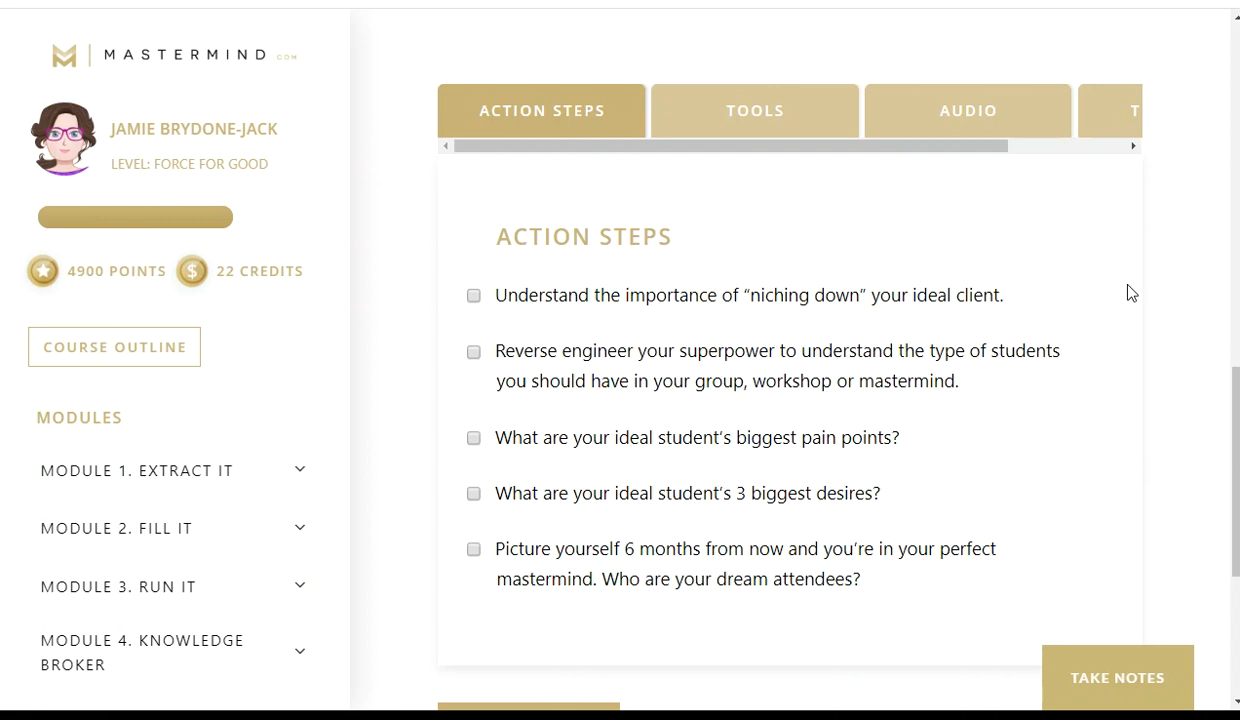 MASTERMIND.COM
JAMIE BRYDONE-JACK
LEVEL: FORCE FOR GOOD
4900 POINTS
$
22 CREDITS
COURSE OUTLINE
MODULES
MODULE 1. EXTRACT IT
MODULE 2. FILL IT
MODULE 3. RUN IT
MODULE 4. KNOWLEDGE
BROKER
ACTION STEPS
TOOLS
AUDIO
T
ACTION STEPS
Understand the importance of “niching down” your ideal client.
Reverse engineer your superpower to understand the type of students
you should have in your group, workshop or mastermind.
What are your ideal student’s biggest pain points?
What are your ideal student’s 3 biggest desires?
Picture yourself 6 months from now and you’re in your perfect
mastermind. Who are your dream attendees?
TAKE NOTES